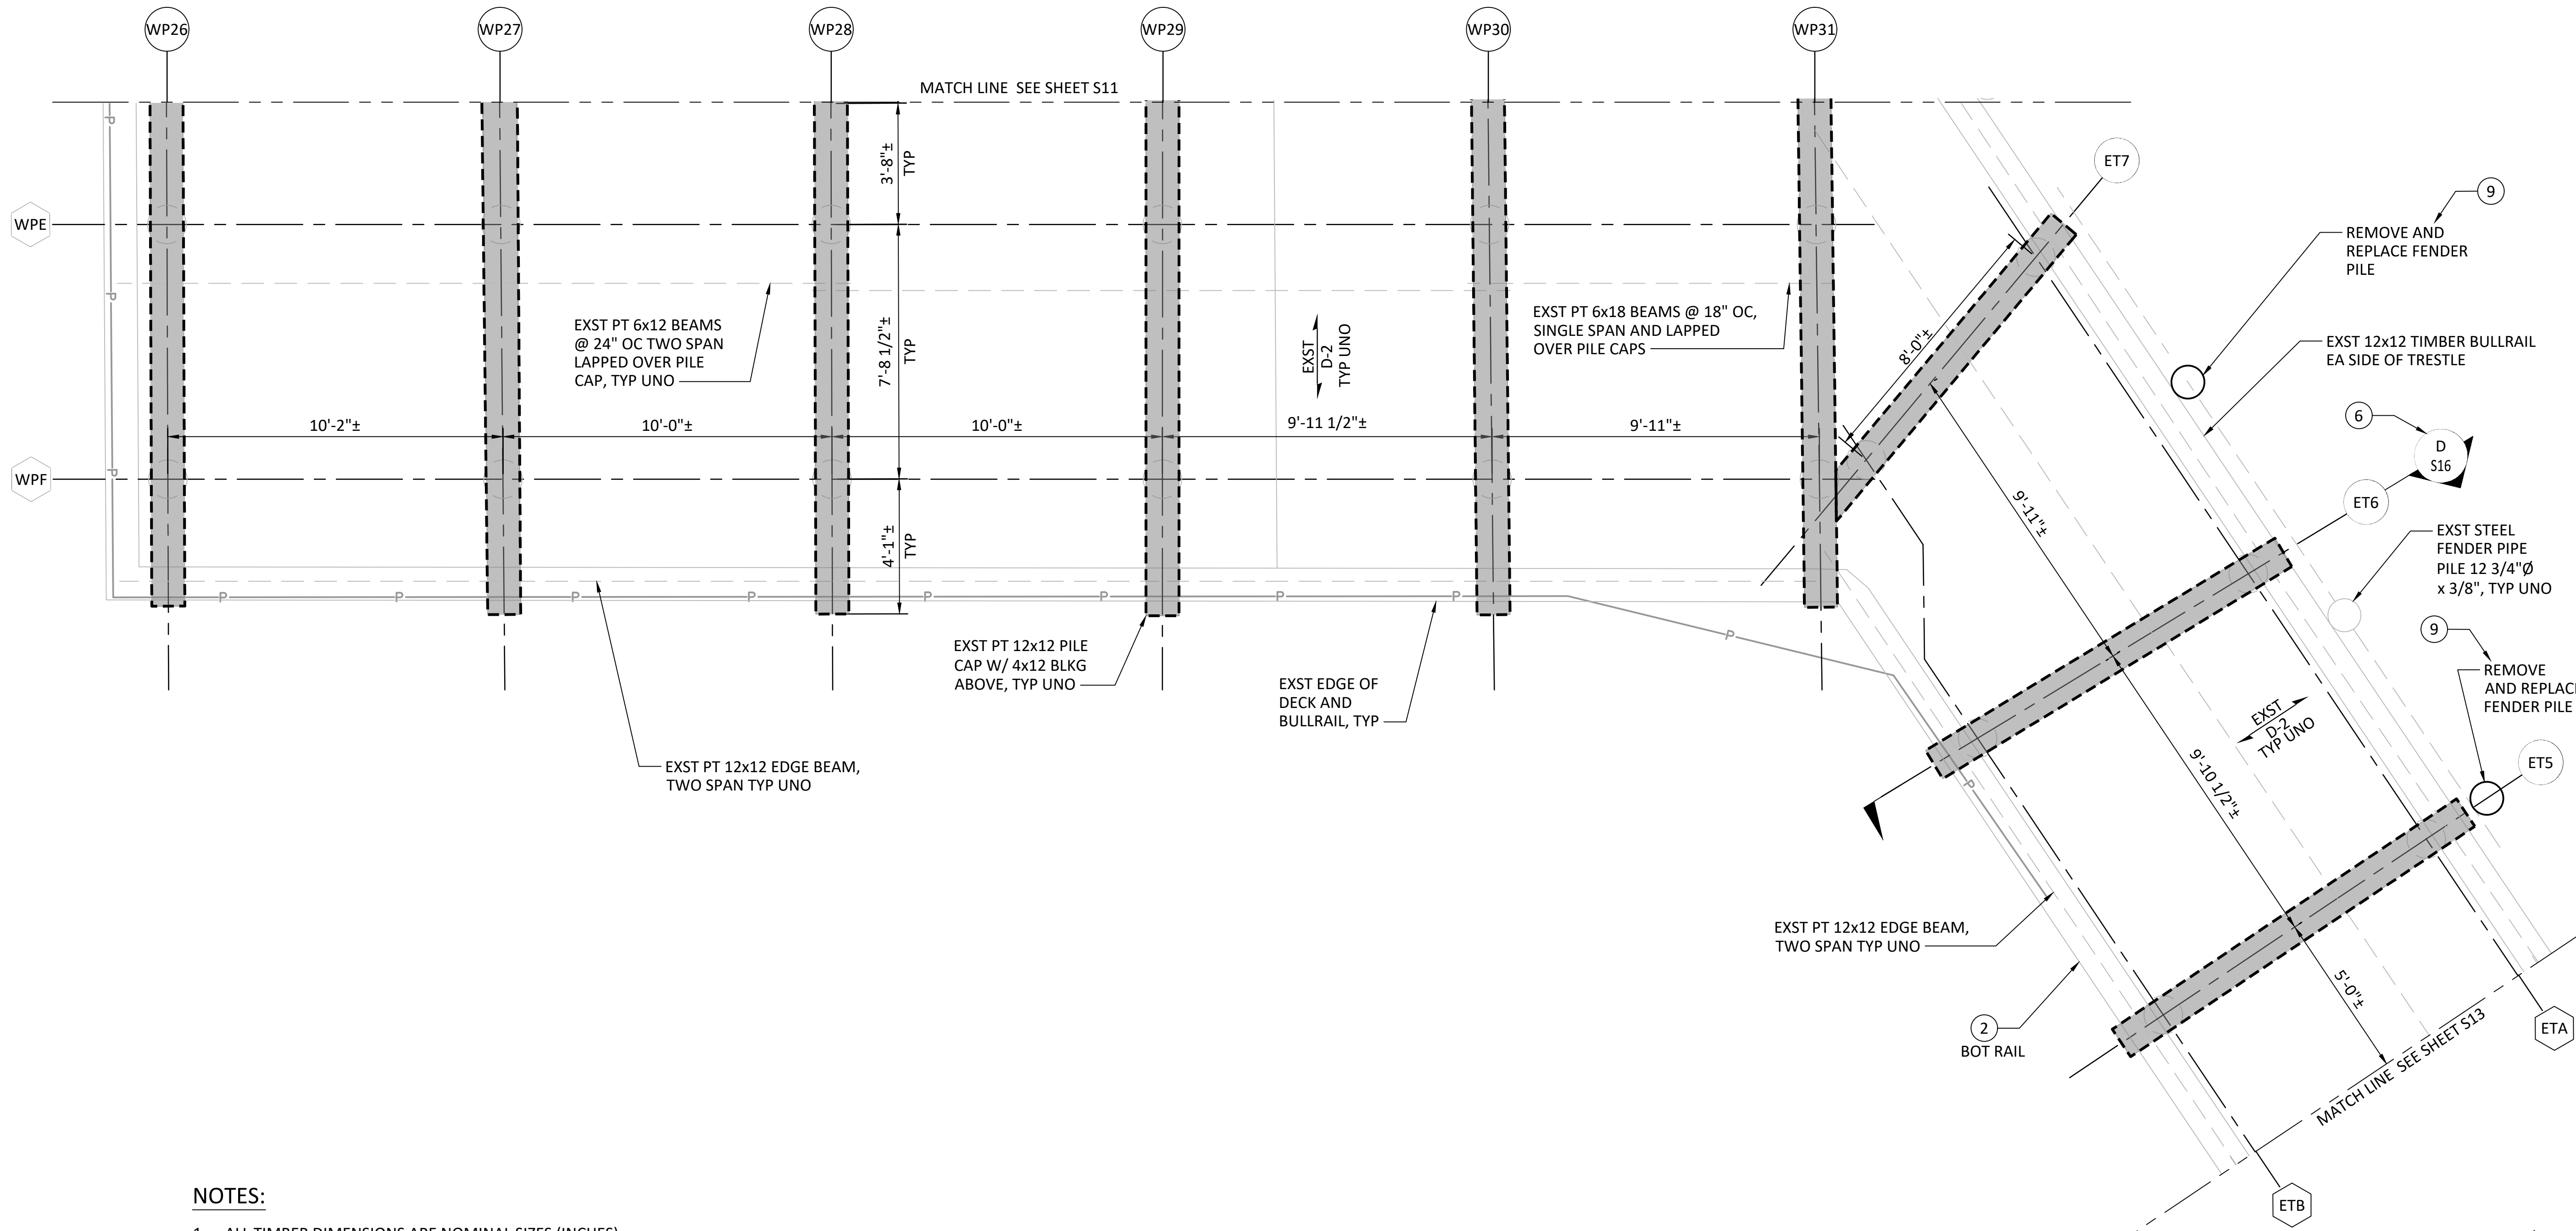 WP26
WP27
WP28
WP29
WP30
WP31
MATCH LINE SEE SHEET S11
P
3'-8"±
TYP
ET7
9
WPE
REMOVE AND
REPLACE FENDER
PILE
P
EXST PT 6x12 BEAMS
@ 24" OC TWO SPAN
LAPPED OVER PILE
CAP, TYP UNO
7'-8 1/2"±
TYP
EXST
D-2
TYP UNO
EXST PT 6x18 BEAMS @ 18" OC,
SINGLE SPAN AND LAPPED
OVER PILE CAPS
8'-0"±
EXST 12x12 TIMBER BULLRAIL
EA SIDE OF TRESTLE
10'-2"±
10'-0"±
10'-0"±
9'-11 1/2"±
9'-11"±
6
D
S16
P
WPF
9'-11"±
ET6
4'-1"±
TYP
EXST STEEL
FENDER PIPE
PILE 12 3/4"Ø
x 3/8", TYP UNO
P
P
P
P
P
P
P
P
P
9
REMOVE
AND REPLAC
FENDER PILE
EXST PT 12x12 PILE
CAP W/ 4x12 BLKG
ABOVE, TYP UNO
EXST EDGE OF
DECK AND
BULLRAIL, TYP
EXST
D-2
TYP UNO
EXST PT 12x12 EDGE BEAM,
TWO SPAN TYP UNO
P
9'-10 1/2"±
ET5
EXST PT 12x12 EDGE BEAM,
TWO SPAN TYP UNO
5'-0"±
2
BOT RAIL
MATCH LINE SEE SHEET S13
ETA
ETB
NOTES:
1. ALL TIMBER DIMENSIONS ARE NOMINAL SIZES (INCHES)